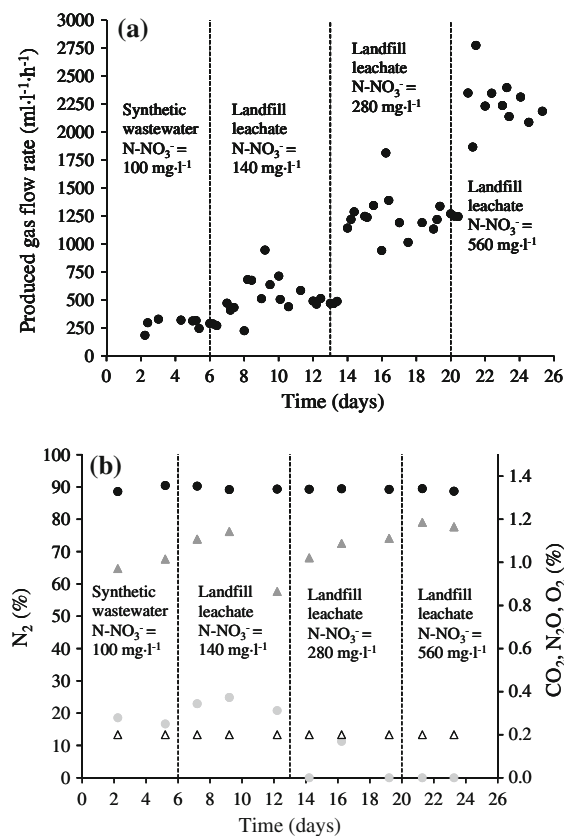 (a)
Produced gas flow rate (ml·l⁻¹·h⁻¹)
3000
2750
2500
2250
2000
1750
1500
1250
1000
750
500
250
0
Synthetic
wastewater
N-NO₃⁻=
100 mg·l⁻¹
Landfill
leachate
N-NO₃⁻=
140 mg·l⁻¹
Landfill
leachate
N-NO₃⁻=
280 mg·l⁻¹
Landfill
leachate
N-NO₃⁻=
560 mg·l⁻¹
0 2 4 6 8 10 12 14 16 18 20 22 24 26
Time (days)
(b)
N₂ (%)
100
90
80
70
60
50
40
30
20
10
0
Synthetic
wastewater
N-NO₃⁻=
100 mg·l⁻¹
Landfill
leachate
N-NO₃⁻=
140 mg·l⁻¹
Landfill
leachate
N-NO₃⁻=
280 mg·l⁻¹
Landfill
leachate
N-NO₃⁻=
560 mg·l⁻¹
1.4
1.2
1.0
0.8
0.6
0.4
0.2
0.0
CO₂, N₂O, O₂ (%)
0 2 4 6 8 10 12 14 16 18 20 22 24 26
Time (days)